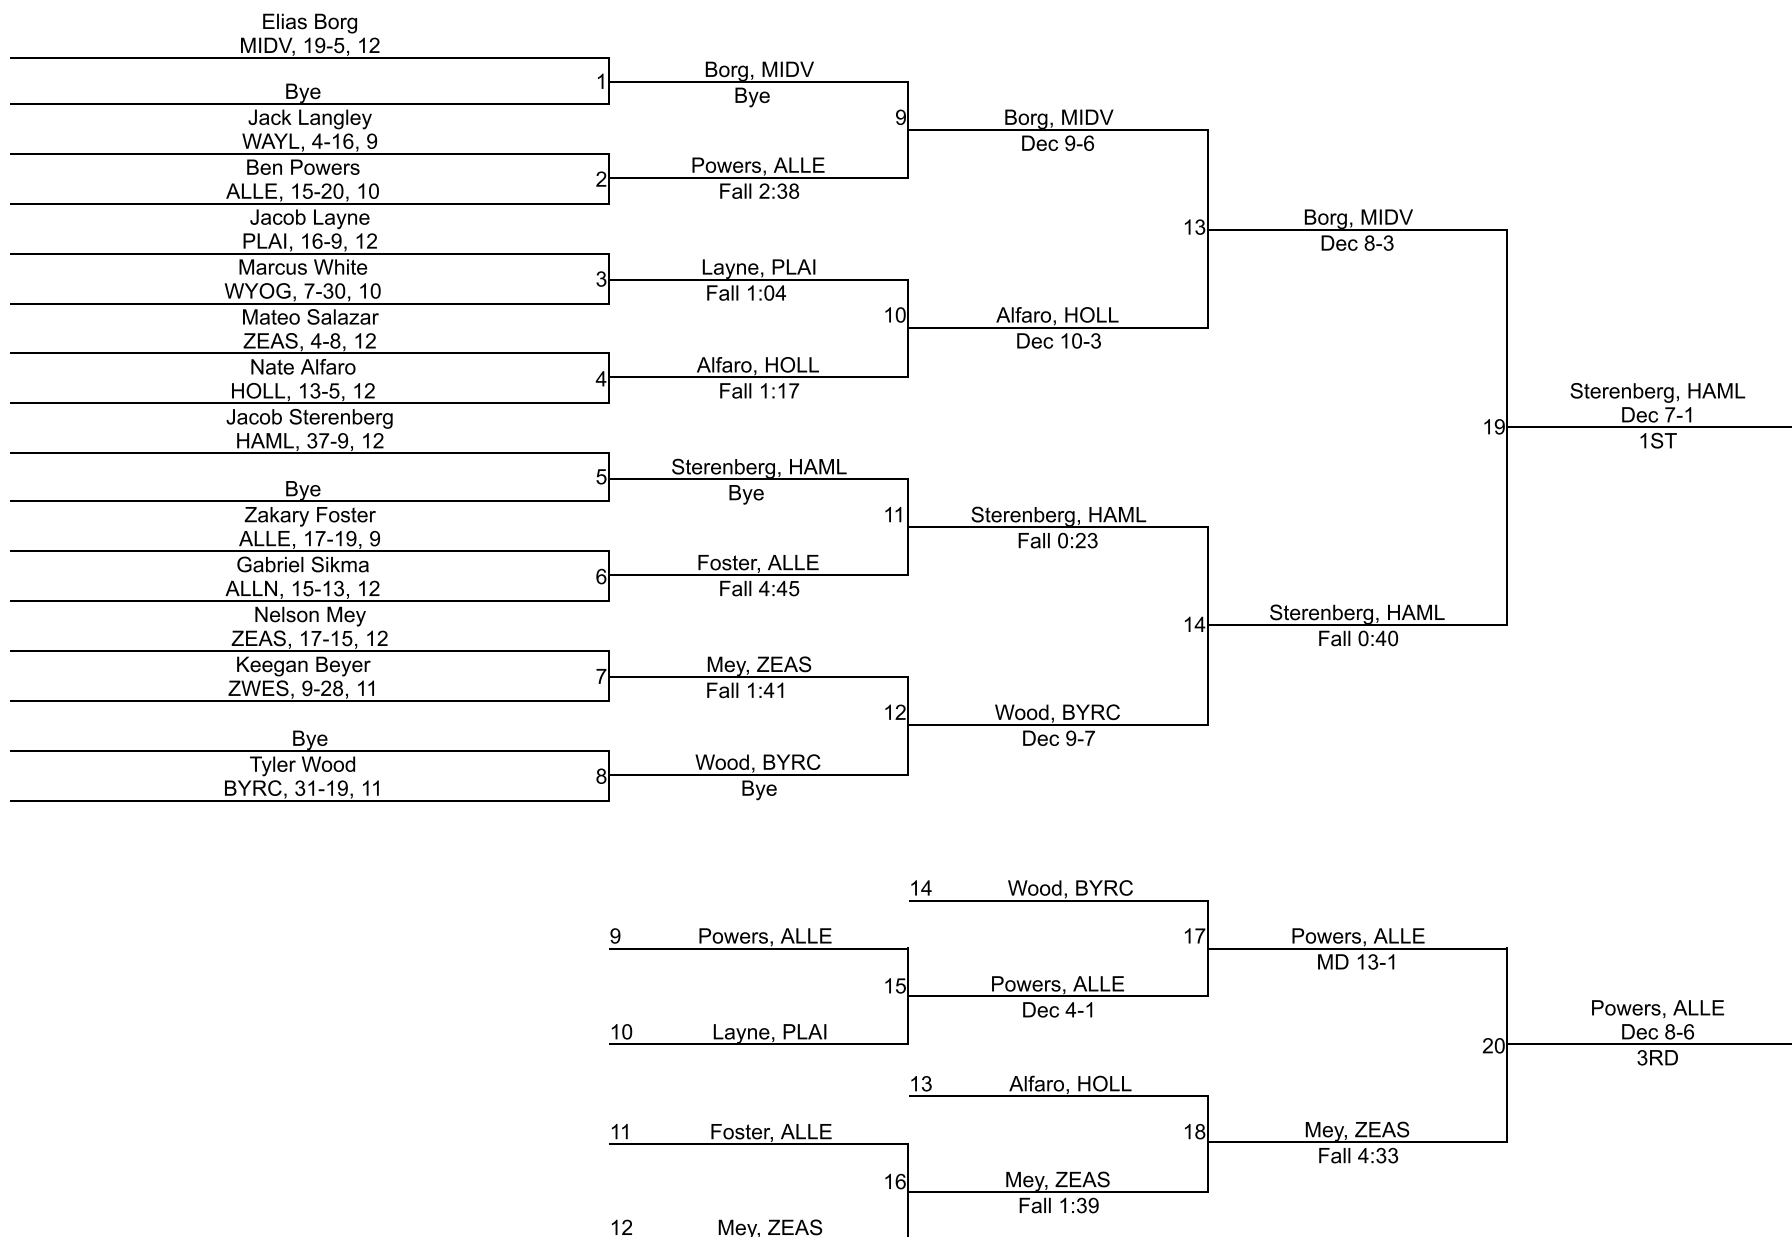 Elias Borg
MIDV, 19-5, 12
Bye
Jack Langley
WAYL, 4-16, 9
Ben Powers
ALLE, 15-20, 10
Jacob Layne
PLAI, 16-9, 12
Marcus White
WYOG, 7-30, 10
Mateo Salazar
ZEAS, 4-8, 12
Nate Alfaro
HOLL, 13-5, 12
Jacob Sterenberg
HAML, 37-9, 12
Bye
Zakary Foster
ALLE, 17-19, 9
Gabriel Sikma
ALLN, 15-13, 12
Nelson Mey
ZEAS, 17-15, 12
Keegan Beyer
ZWES, 9-28, 11
Bye
Tyler Wood
BYRC, 31-19, 11
1
Borg, MIDV
Bye
2
Powers, ALLE
Fall 2:38
3
Layne, PLAI
Fall 1:04
4
Alfaro, HOLL
Fall 1:17
5
Sterenberg, HAML
Bye
6
Foster, ALLE
Fall 4:45
7
Mey, ZEAS
Fall 1:41
8
Wood, BYRC
Bye
9
Borg, MIDV
Dec 9-6
10
Alfaro, HOLL
Dec 10-3
11
Sterenberg, HAML
Fall 0:23
12
Wood, BYRC
Dec 9-7
13
Borg, MIDV
Dec 8-3
14
Sterenberg, HAML
Fall 0:40
19
Sterenberg, HAML
Dec 7-1
1ST
14 Wood, BYRC
9 Powers, ALLE
10 Layne, PLAI
15
Powers, ALLE
Dec 4-1
17
Powers, ALLE
MD 13-1
13 Alfaro, HOLL
11 Foster, ALLE
12 Mey, ZEAS
16
Mey, ZEAS
Fall 1:39
18
Mey, ZEAS
Fall 4:33
20
Powers, ALLE
Dec 8-6
3RD